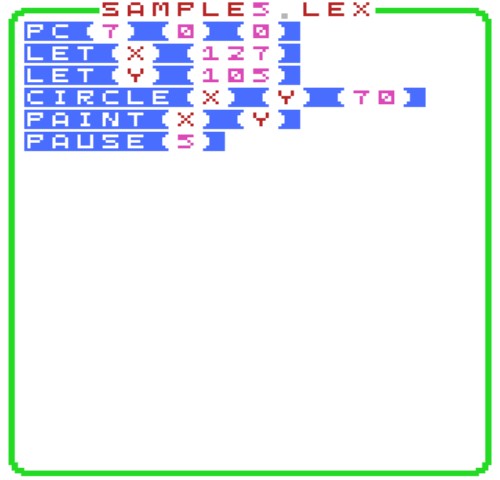 SAMPLE5.LEX
PC 7 0 0
LET X 127
LET Y 105
CIRCLE X Y 70
PAINT X Y
PAUSE 5